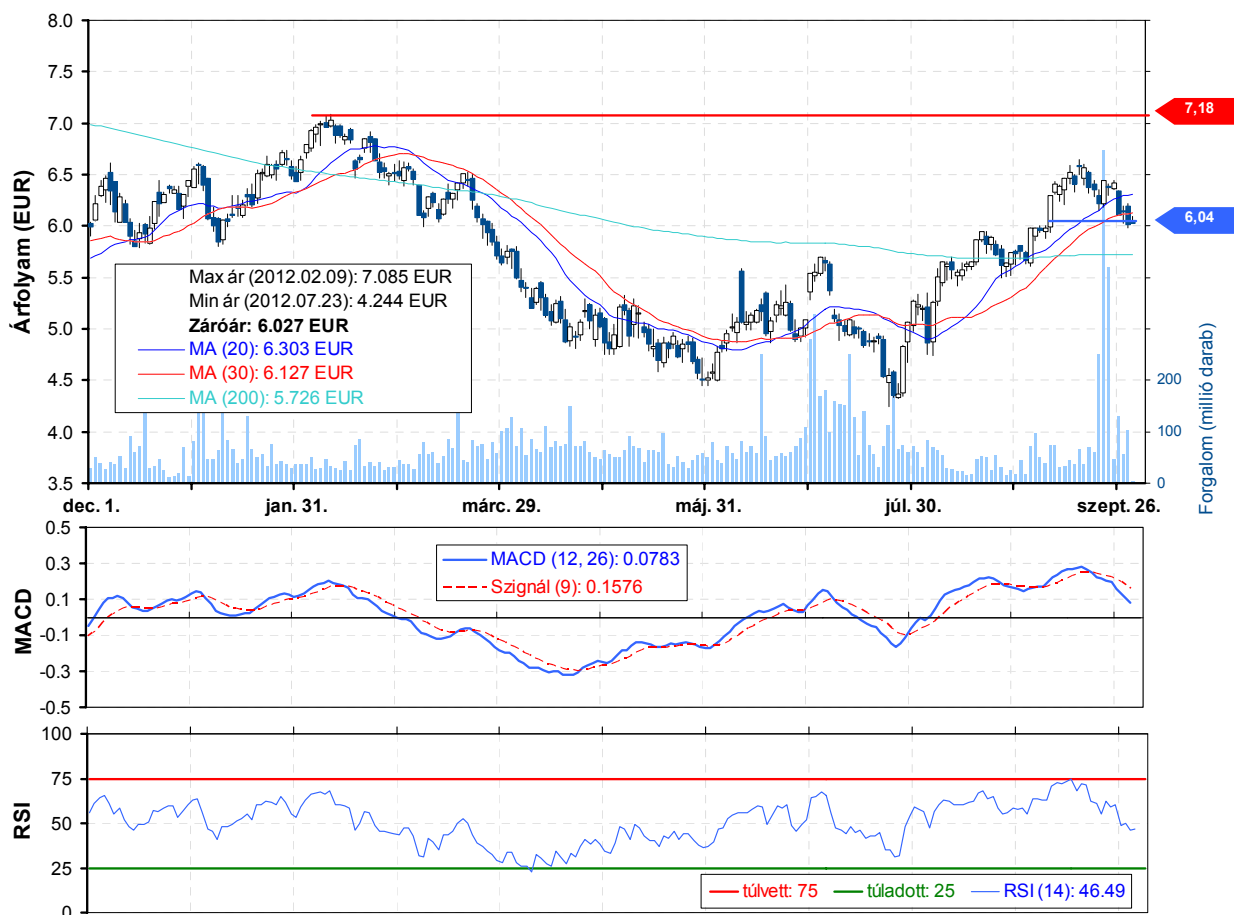 8.0
7.5
7.0
6.5
6.0
5.5
5.0
4.5
4.0
3.5
Árfolyam (EUR)
7,18
6,04
Max ár (2012.02.09): 7.085 EUR
Min ár (2012.07.23): 4.244 EUR
Záróár: 6.027 EUR
MA (20): 6.303 EUR
MA (30): 6.127 EUR
MA (200): 5.726 EUR
200
100
0
Forgalom (millió darab)
dec. 1. jan. 31. márc. 29. máj. 31. júl. 30. szept. 26.
0.5
0.3
0.1
-0.1
-0.3
-0.5
MACD
MACD (12, 26): 0.0783
Szignál (9): 0.1576
100
75
50
25
0
RSI
túlvett: 75 túladott: 25 RSI (14): 46.49